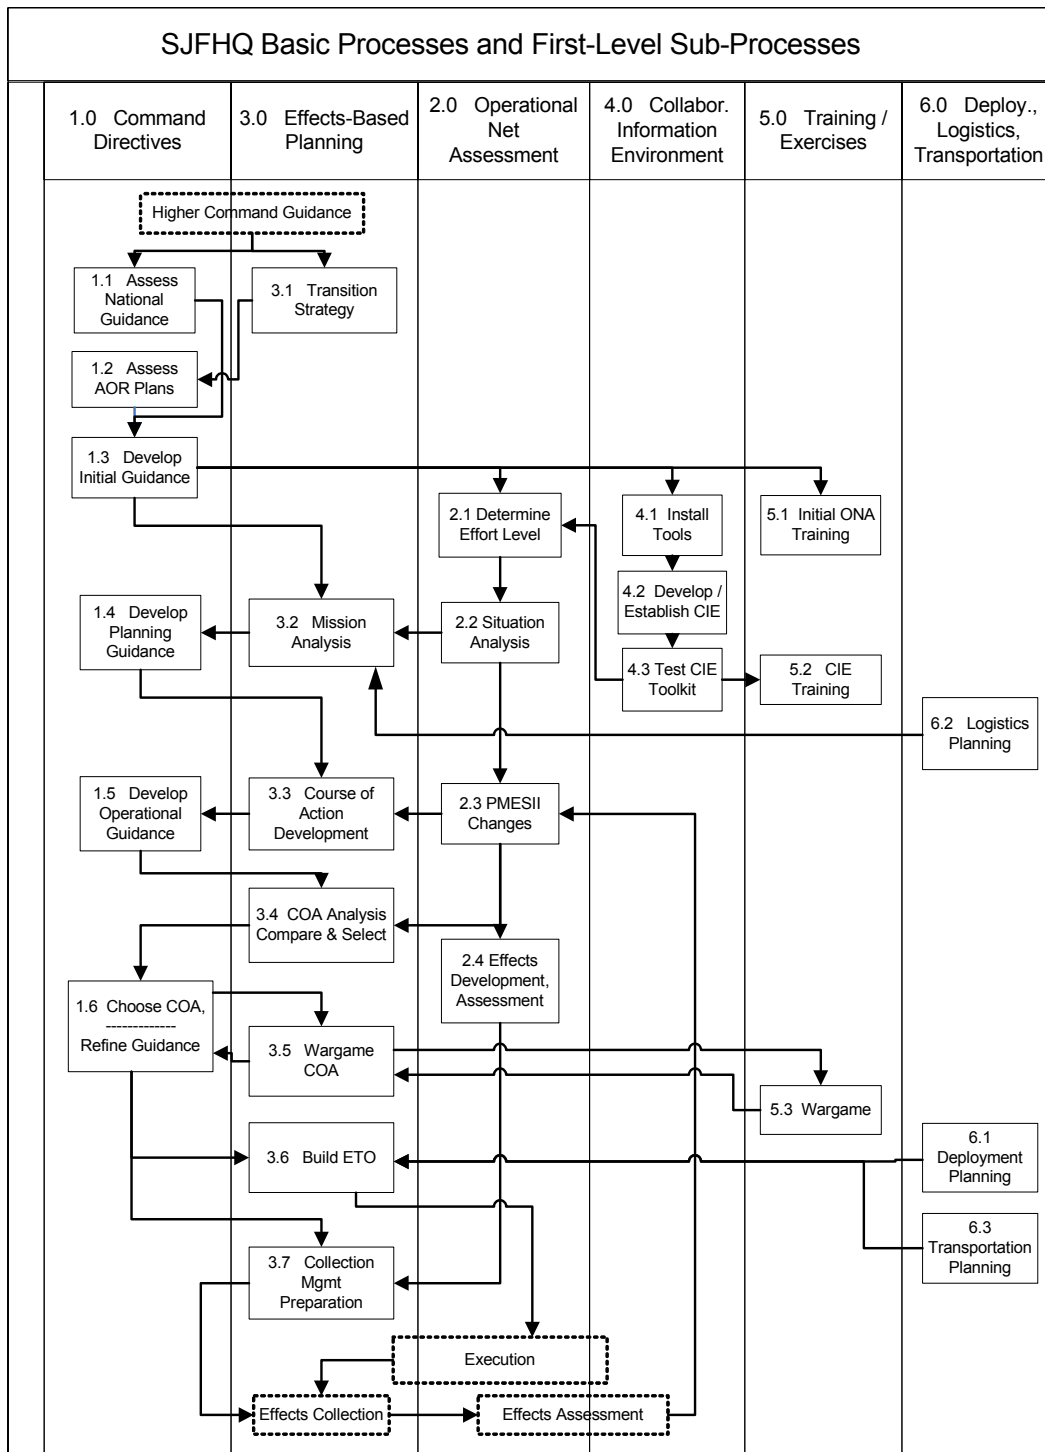 SJFHQ Basic Processes and First-Level Sub-Processes
1.0 Command
Directives
3.0 Effects-Based
Planning
2.0 Operational
Net
Assessment
4.0 Collabor.
Information
Environment
5.0 Training /
Exercises
6.0 Deploy.,
Logistics,
Transportation
Higher Command Guidance
1.1 Assess
National
Guidance
3.1 Transition
Strategy
1.2 Assess
AOR Plans
1.3 Develop
Initial Guidance
2.1 Determine
Effort Level
4.1 Install
Tools
5.1 Initial ONA
Training
4.2 Develop /
Establish CIE
1.4 Develop
Planning
Guidance
3.2 Mission
Analysis
2.2 Situation
Analysis
4.3 Test CIE
Toolkit
5.2 CIE
Training
6.2 Logistics
Planning
1.5 Develop
Operational
Guidance
3.3 Course of
Action
Development
2.3 PMESII
Changes
3.4 COA Analysis
Compare & Select
2.4 Effects
Development,
Assessment
1.6 Choose COA,
-------------
Refine Guidance
3.5 Wargame
COA
5.3 Wargame
3.6 Build ETO
6.1
Deployment
Planning
6.3
Transportation
Planning
3.7 Collection
Mgmt
Preparation
Execution
Effects Collection
Effects Assessment